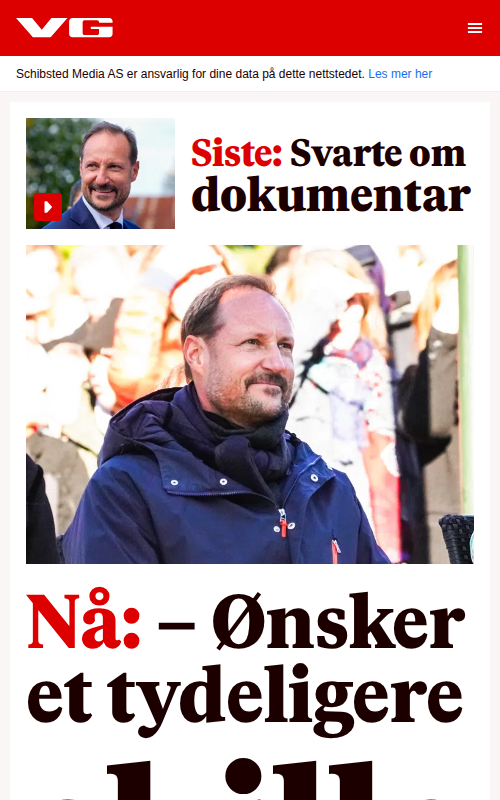 VG
Schibsted Media AS er ansvarlig for dine data på dette nettstedet. Les mer her
Siste: Svarte om
dokumentar
Nå: – Ønsker
et tydeligere